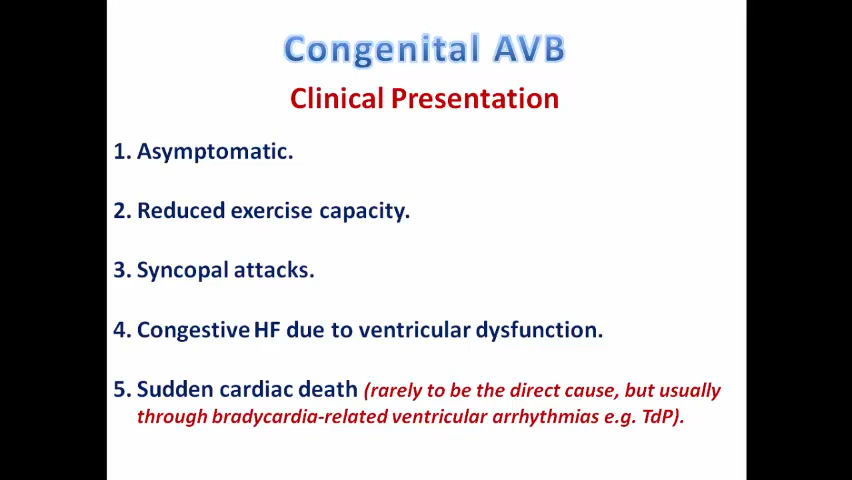 Congenital AVB
Clinical Presentation
1. Asymptomatic.
2. Reduced exercise capacity.
3. Syncopal attacks.
4. Congestive HF due to ventricular dysfunction.
5. Sudden cardiac death (rarely to be the direct cause, but usually
through bradycardia-related ventricular arrhythmias e.g. TdP).